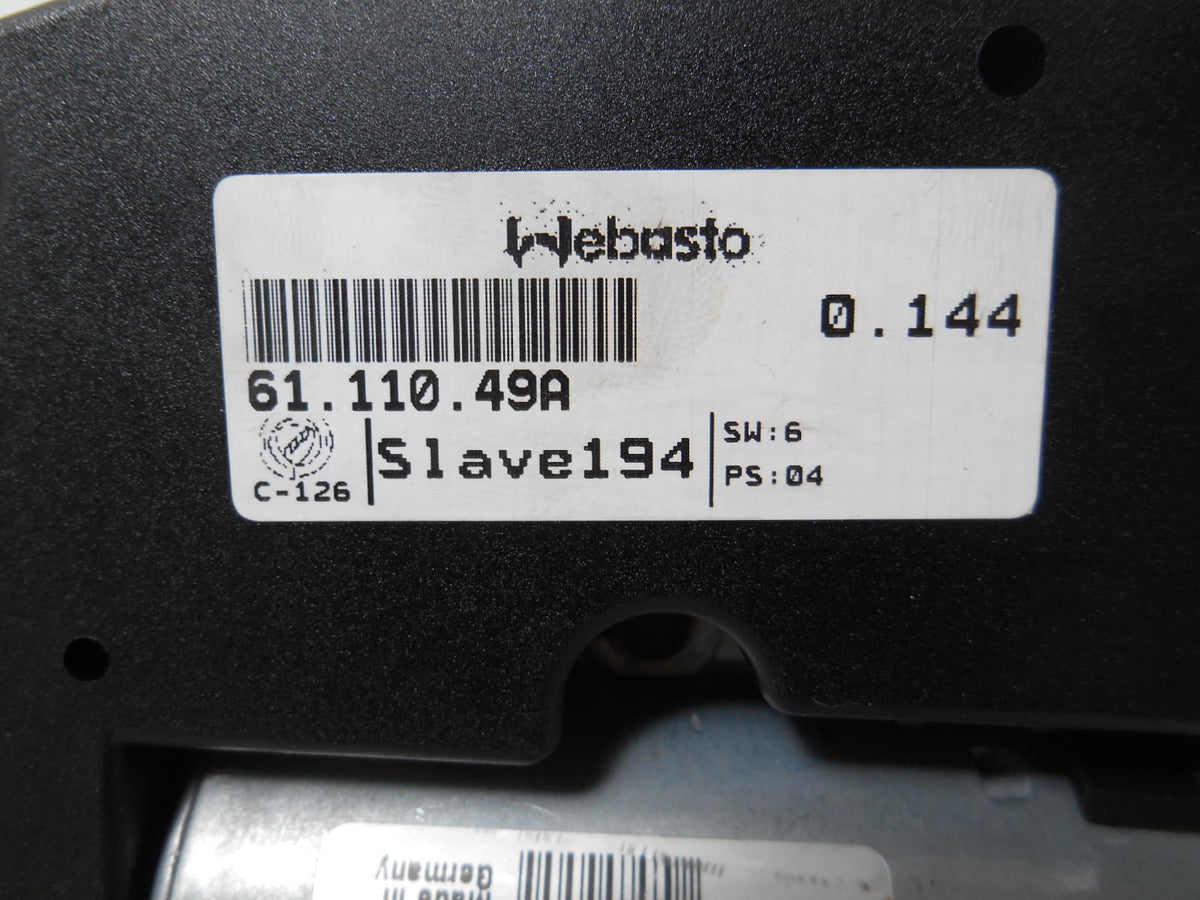 Webasto
0.144
61.110.49A
C-126
Slave194
SW:6
PS:04
Made in
Germany